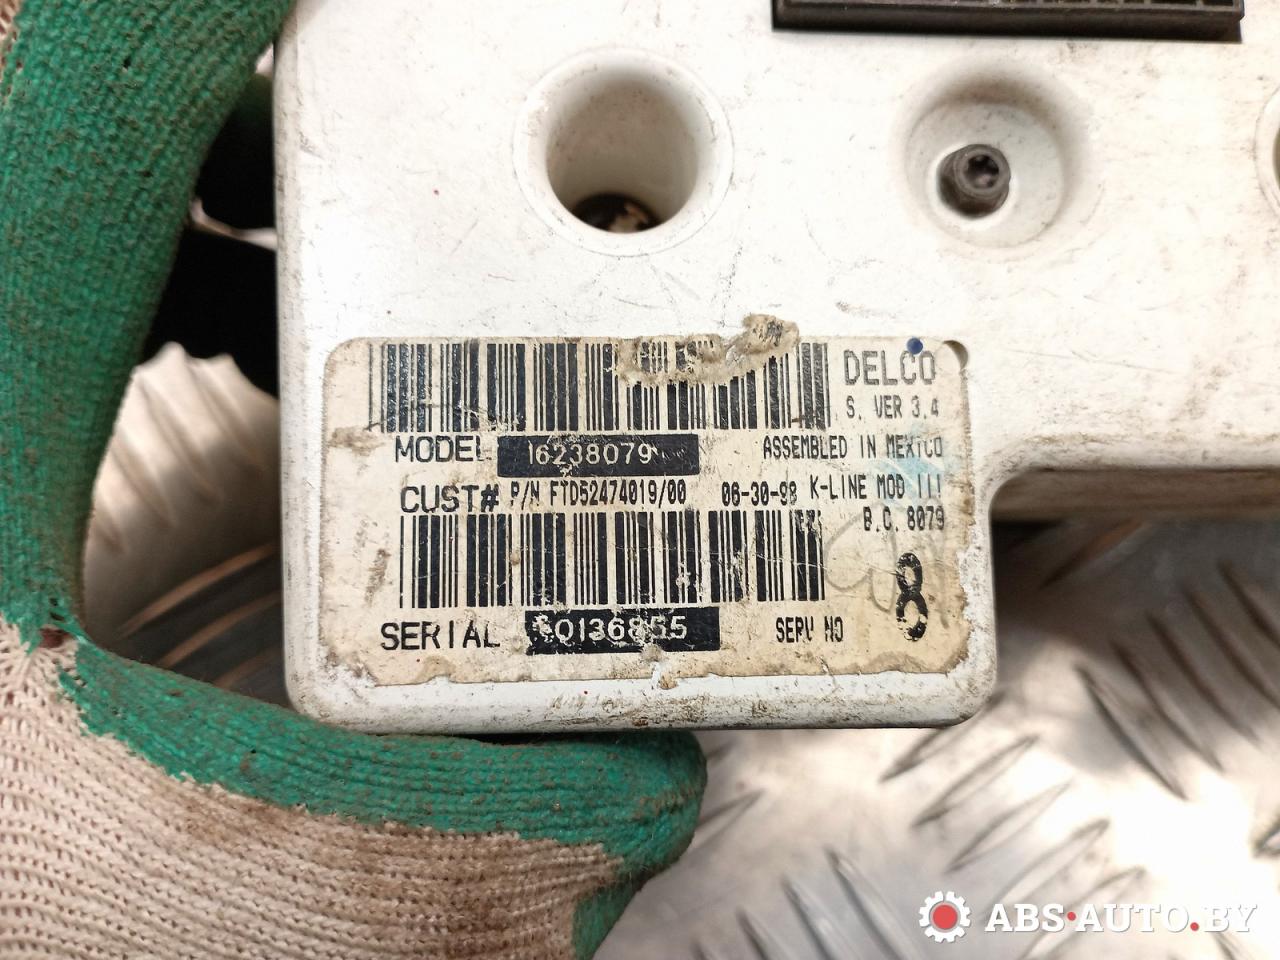 DELCO
S. VER 3.4
MODEL 16238079
ASSEMBLED IN MEXICO
CUST# P/N FTD52474019/00 06-30-98 K-LINE MOD III
B.C. 8079
8
SERIAL 60136855
SERV NO
ABS-AUTO.BY